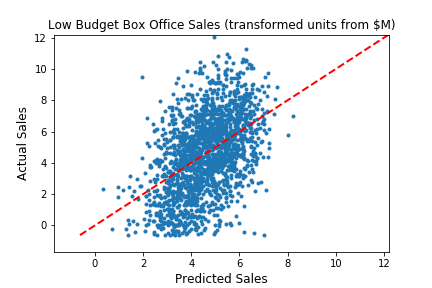 Low Budget Box Office Sales (transformed units from $M)
12
10
8
6
4
2
0
Actual Sales
0 2 4 6 8 10 12
Predicted Sales